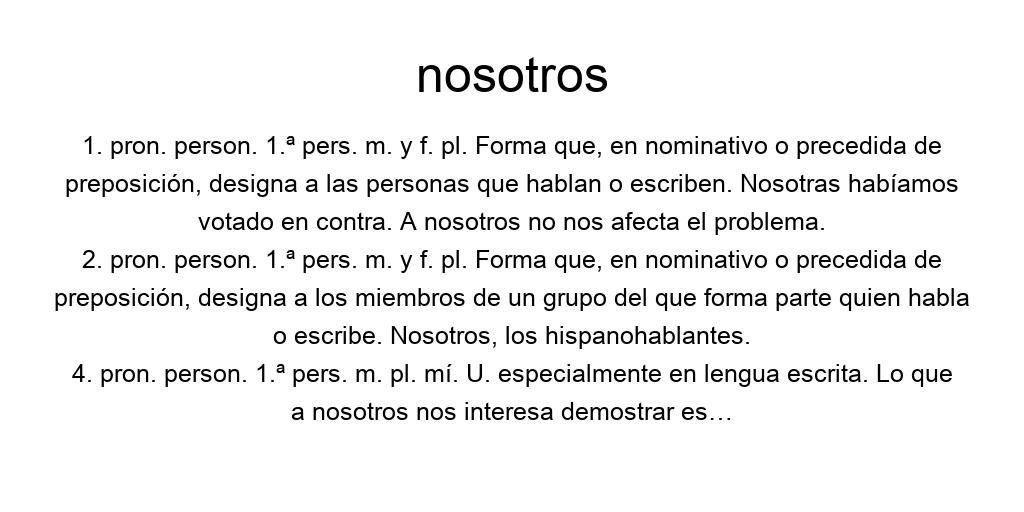 nosotros
1. pron. person. 1.ª pers. m. y f. pl. Forma que, en nominativo o precedida de
preposición, designa a las personas que hablan o escriben. Nosotras habíamos
votado en contra. A nosotros no nos afecta el problema.
2. pron. person. 1.ª pers. m. y f. pl. Forma que, en nominativo o precedida de
preposición, designa a los miembros de un grupo del que forma parte quien habla
o escribe. Nosotros, los hispanohablantes.
4. pron. person. 1.ª pers. m. pl. mí. U. especialmente en lengua escrita. Lo que
a nosotros nos interesa demostrar es…